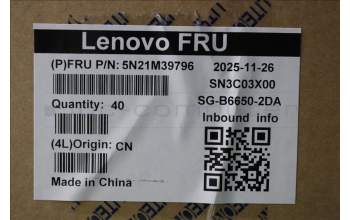 Lenovo FRU
(P)FRU P/N: 5N21M39796
2025-11-26
SN3C03X00
Quantity: 40
SG-B6650-2DA
Inbound info
(4L)Origin: CN
Made in China